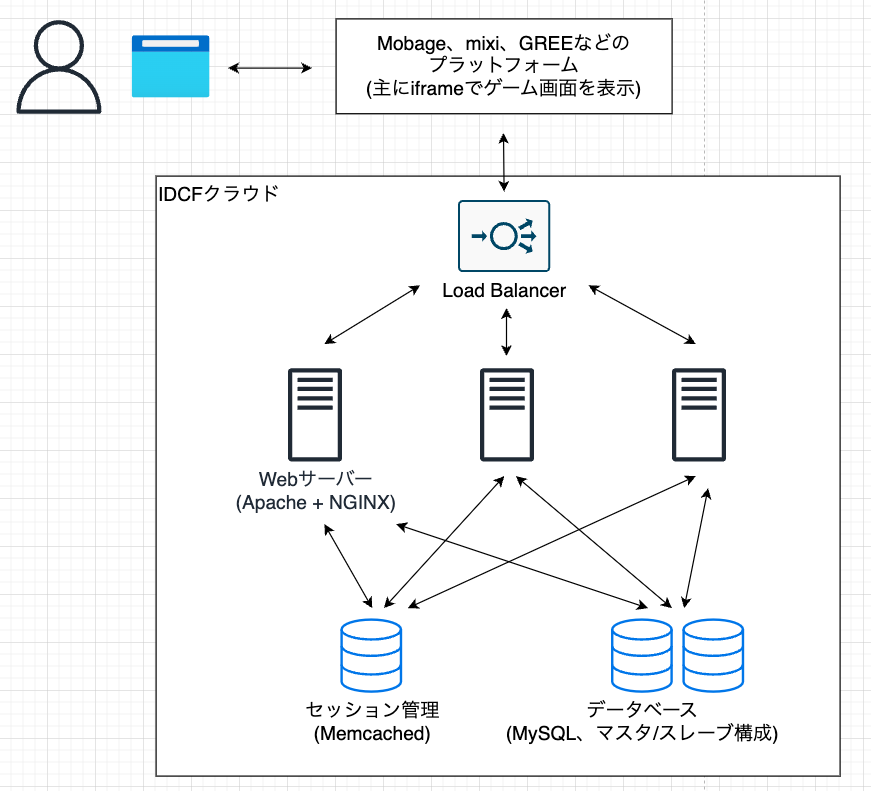 Mobage、mixi、GREEなどの
プラットフォーム
(主にiframeでゲーム画面を表示)
IDCFクラウド
Load Balancer
Webサーバー
(Apache + NGINX)
セッション管理
(Memcached)
データベース
(MySQL、マスタ/スレーブ構成)